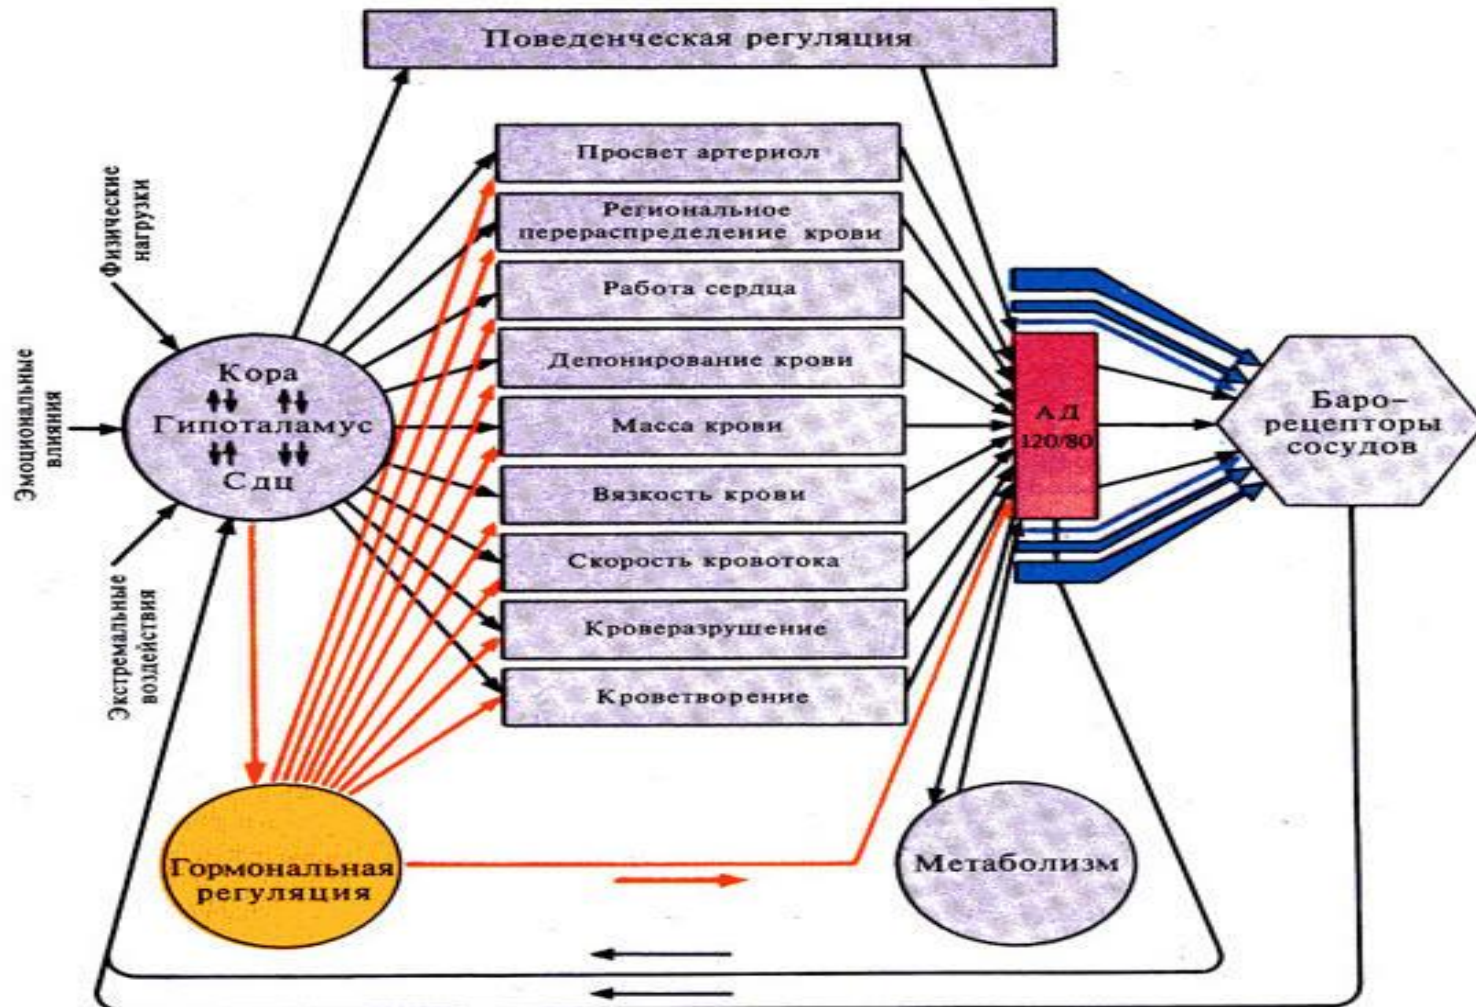 Поведенческая регуляция
Просвет артериол
Региональное
перераспределение крови
Работа сердца
Депонирование крови
Масса крови
Вязкость крови
Скорость кровотока
Кроверазрушение
Кроветворение
Физические
нагрузки
Эмоциональные
влияния
Экстремальные
воздействия
Кора
Гипоталамус
Сдц
Гормональная
регуляция
АД
120/80
Баро-
рецепторы
сосудов
Метаболизм